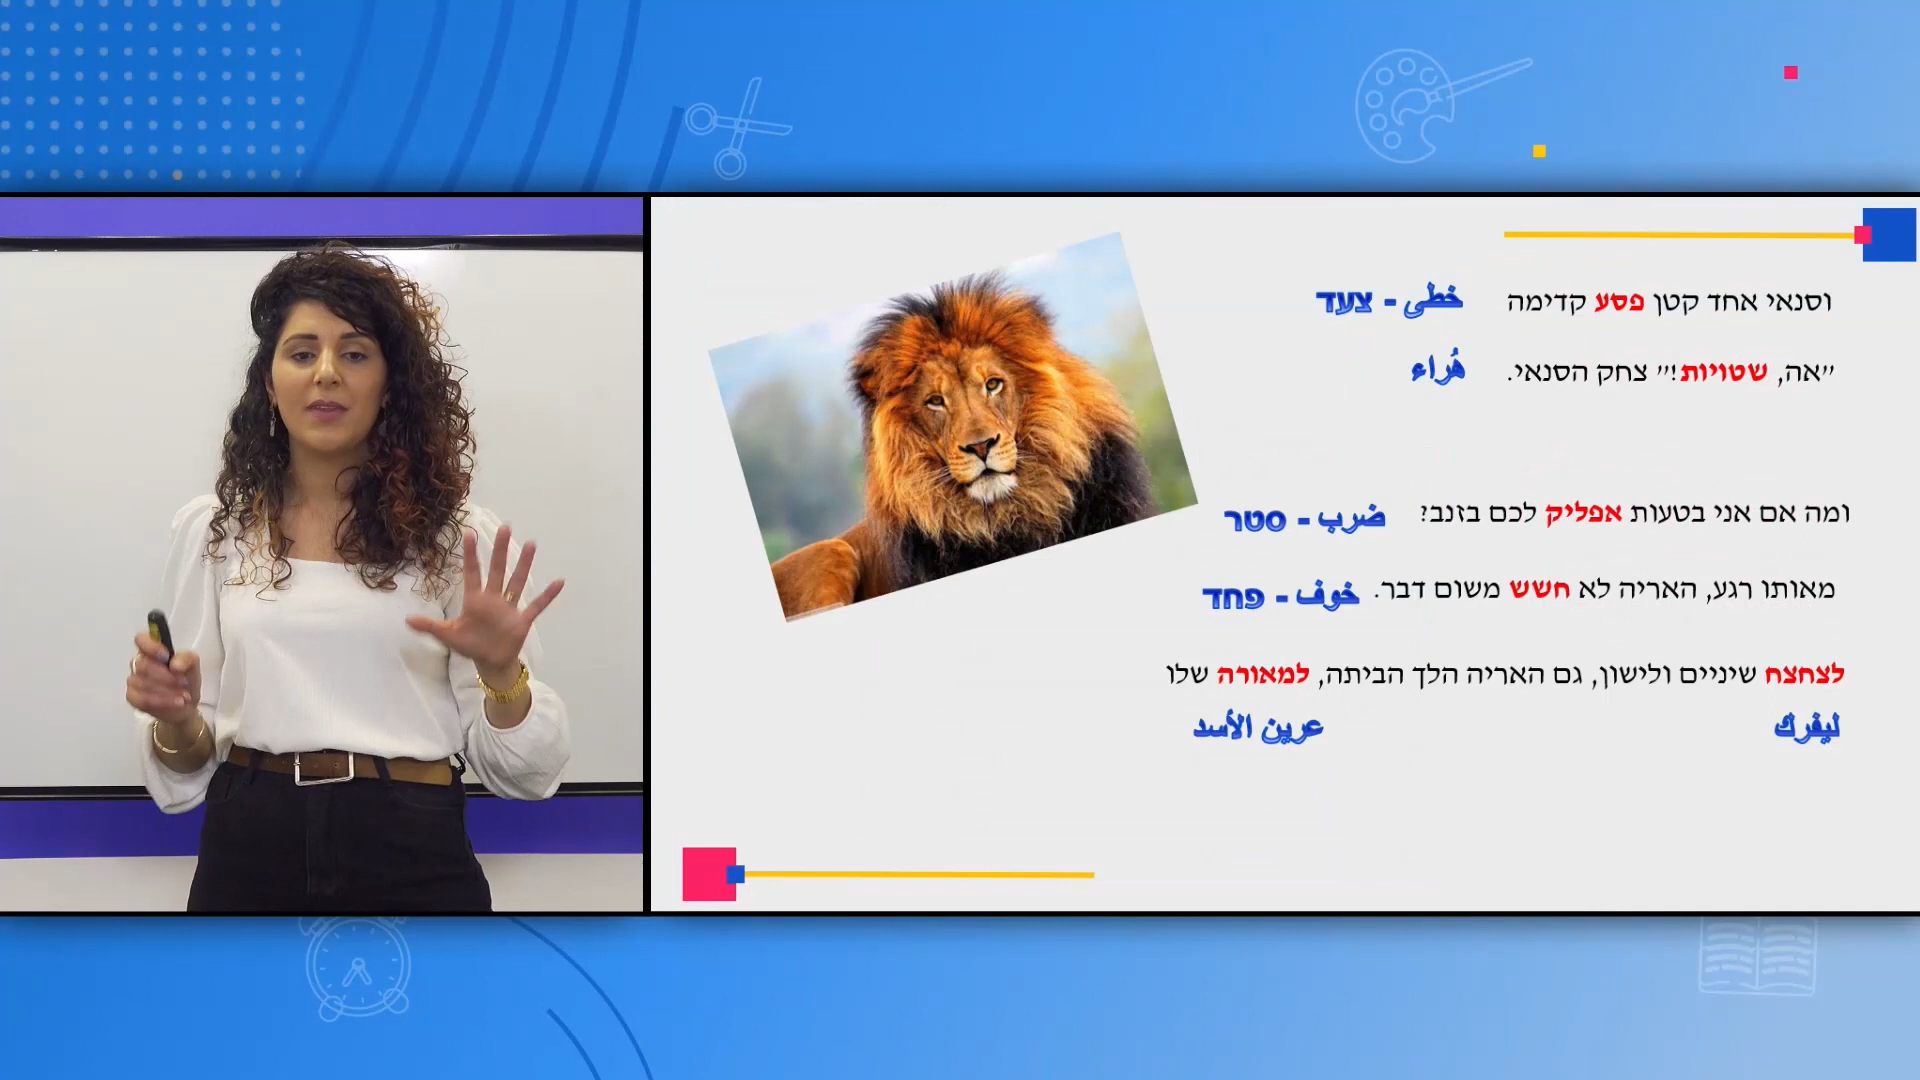 וסנאי אחד קטן פסע קדימה خطى - צעד
״אה, שטויות!״ צחק הסנאי. هُراء
ומה אם אני בטעות אפליק לכם בזנב? ضرب - סטר
מאותו רגע, האריה לא חשש משום דבר. خوف - פחד
לצחצח שיניים ולישון, גם האריה הלך הביתה, למאורה שלו
ليفرك عرين الأسد